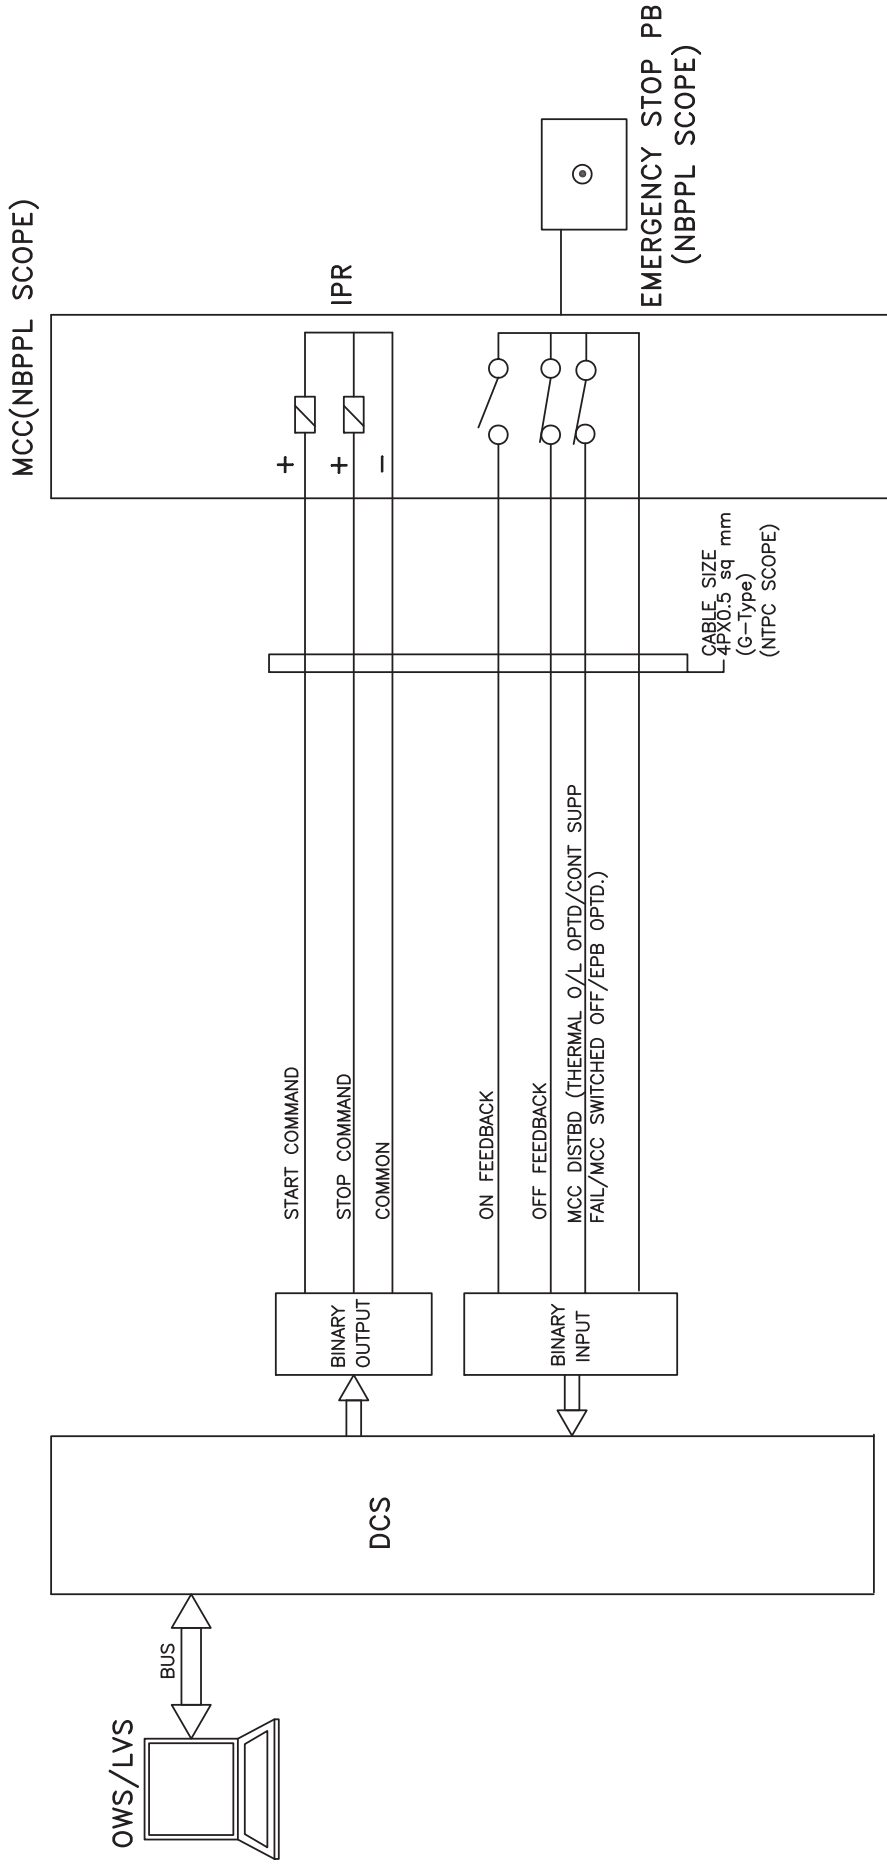 OWS/LVS
BUS
DCS
BINARY
OUTPUT
BINARY
INPUT
START COMMAND
STOP COMMAND
COMMON
ON FEEDBACK
OFF FEEDBACK
MCC DISTBD (THERMAL O/L OPTD/CONT SUPP
FAIL/MCC SWITCHED OFF/EPB OPTD.)
CABLE SIZE
4PX0.5 sq mm
(G-Type)
(NTPC SCOPE)
MCC(NBPPL SCOPE)
+
+
-
IPR
EMERGENCY STOP PB
(NBPPL SCOPE)